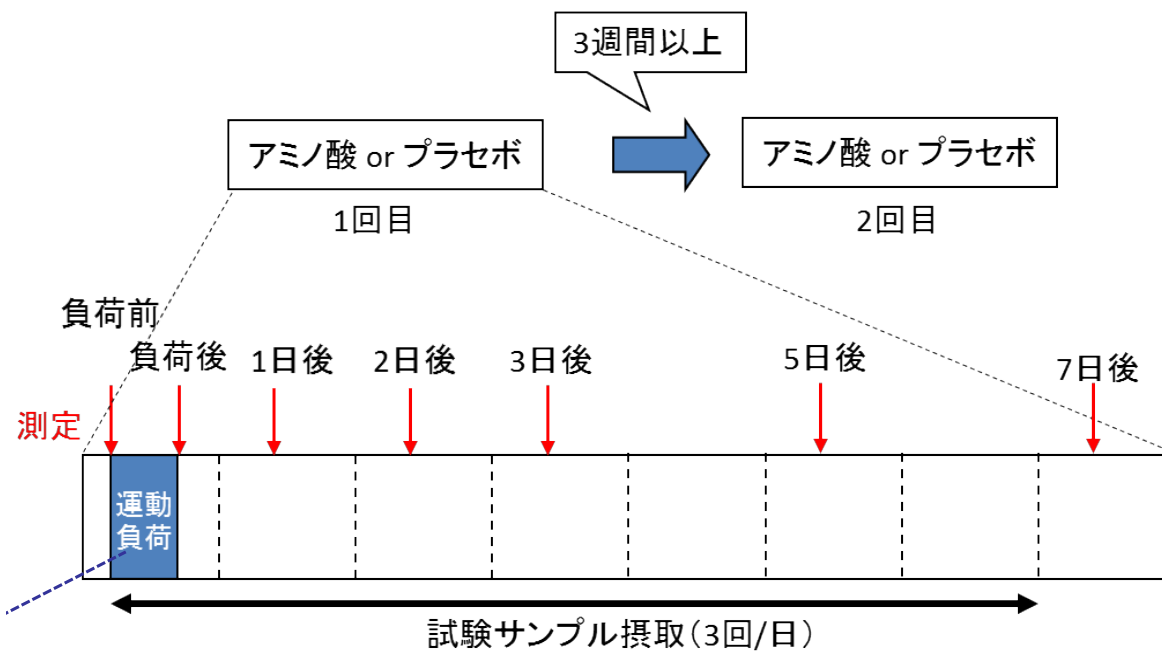 3週間以上
アミノ酸 or プラセボ
アミノ酸 or プラセボ
1回目
2回目
負荷前
負荷後
1日後
2日後
3日後
5日後
7日後
測定
運動
負荷
試験サンプル摂取(3回/日)